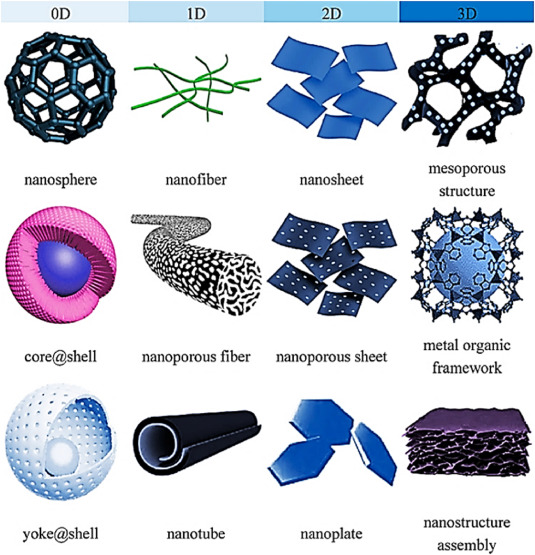 0D 1D 2D 3D
nanosphere nanofiber nanosheet mesoporous
structure
core@shell nanoporous fiber nanoporous sheet metal organic
framework
yoke@shell nanotube nanoplate nanostructure
assembly